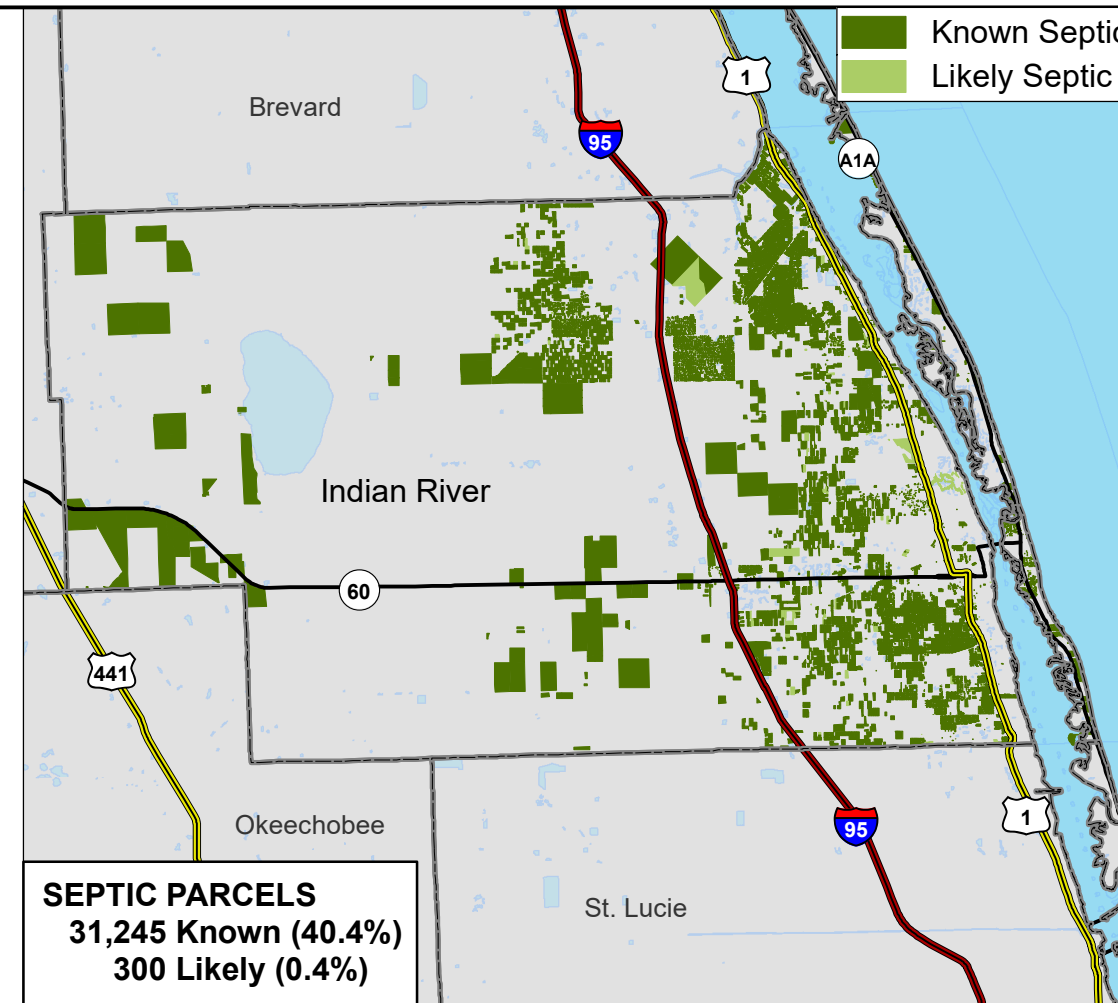 Known Septic
Likely Septic
1
Brevard
95
A1A
Indian River
60
441
1
Okeechobee
95
SEPTIC PARCELS
31,245 Known (40.4%)
300 Likely (0.4%)
St. Lucie